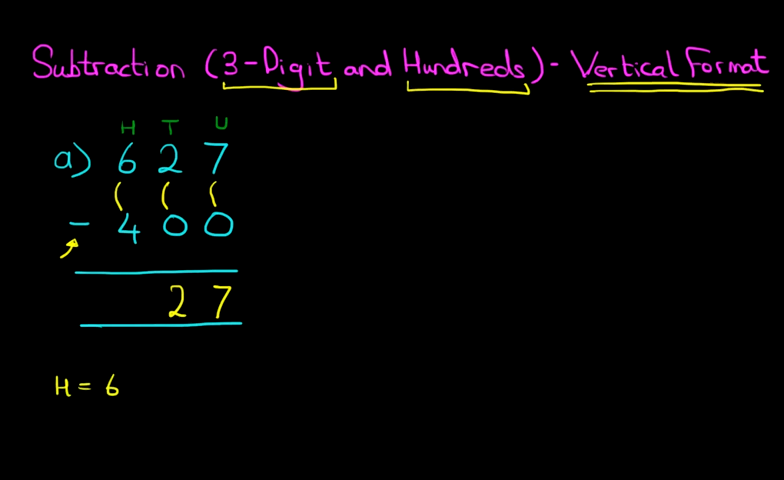 Subtraction (3-Digit and Hundreds) - Vertical Format
H T U
a) 6 2 7
- 4 0 0
2 7
H = 6